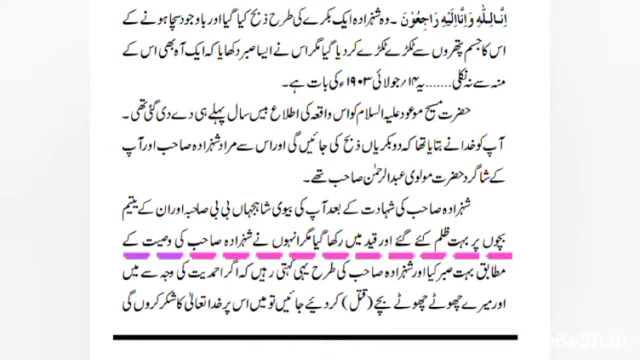 اِنَّا لِلّٰهِ وَ اِنَّا اِلَيْهِ رَاجِعُوْنَ ۔ وہ شہزادہ ایک بکرے کی طرح ذبح کیا گیا اور باوجود سچا ہونے کے
اس کا جسم پتھروں سے ٹکڑے ٹکڑے کر دیا گیا مگر اس نے ایسا صبر دکھایا کہ ایک آہ بھی اس کے
منہ سے نہ نکلی ....... یہ ۱۴؍جولائی ۱۹۰۳ء کی بات ہے۔
حضرت مسیح موعود علیہ السلام کو اس واقعہ کی اطلاع بیس سال پہلے ہی دے دی گئی تھی ۔
آپ کو خدا نے بتایا تھا کہ دو بکریاں ذبح کی جائیں گی اور اس سے مراد شہزادہ صاحب اور آپ
کے شاگرد حضرت مولوی عبدالرحمٰن صاحب تھے۔
شہزادہ صاحب کی شہادت کے بعد آپ کی بیوی شاہجہاں بی بی صاحبہ اور ان کے یتیم
بچوں پر بہت ظلم کئے گئے اور قید میں رکھا گیا مگر انہوں نے شہزادہ صاحب کی وصیت کے
مطابق بہت صبر کیا اور شہزادہ صاحب کی طرح یہی کہتی رہیں کہ اگر احمدیت کی وجہ سے میں
اور میرے چھوٹے چھوٹے بچے (قتل) کر دیئے جائیں تو میں اس پر خدا تعالیٰ کا شکر کروں گی